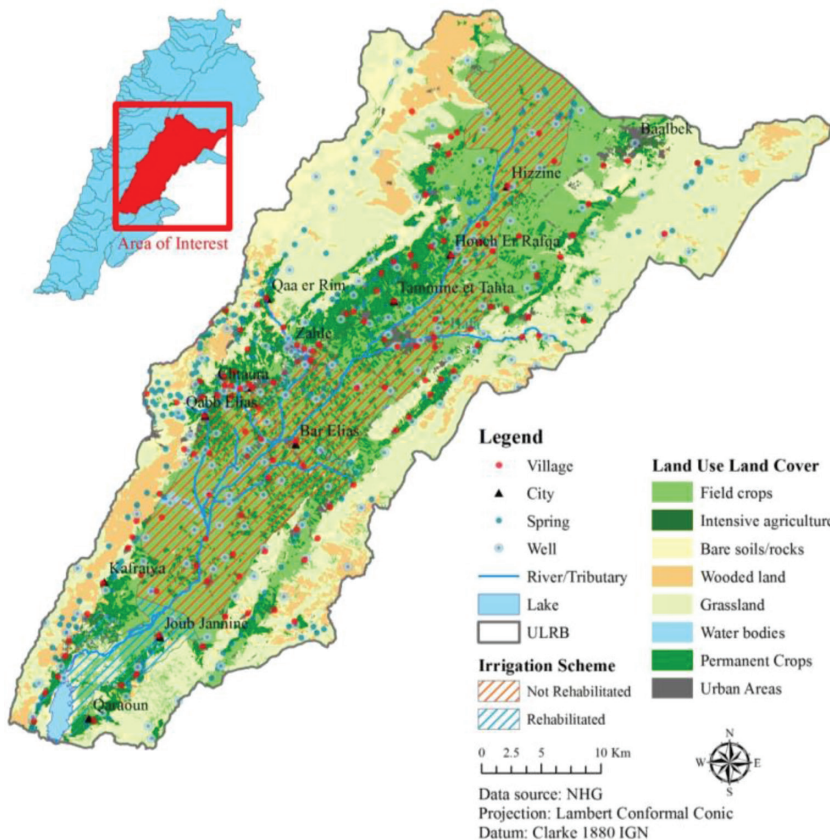 Area of Interest
Baalbek
Hizzine
Houch Er Rafqa
Qaa er Rim
Tammine et Tahta
Zahle
Chtaura
Qabb Elias
Bar Elias
Kafraiya
Joub Jannine
Qaraoun
Legend
Village
City
Spring
Well
River/Tributary
Lake
ULRB
Irrigation Scheme
Not Rehabilitated
Rehabilitated
Land Use Land Cover
Field crops
Intensive agriculture
Bare soils/rocks
Wooded land
Grassland
Water bodies
Permanent Crops
Urban Areas
0 2.5 5 10 Km
N
W E
S
Data source: NHG
Projection: Lambert Conformal Conic
Datum: Clarke 1880 IGN